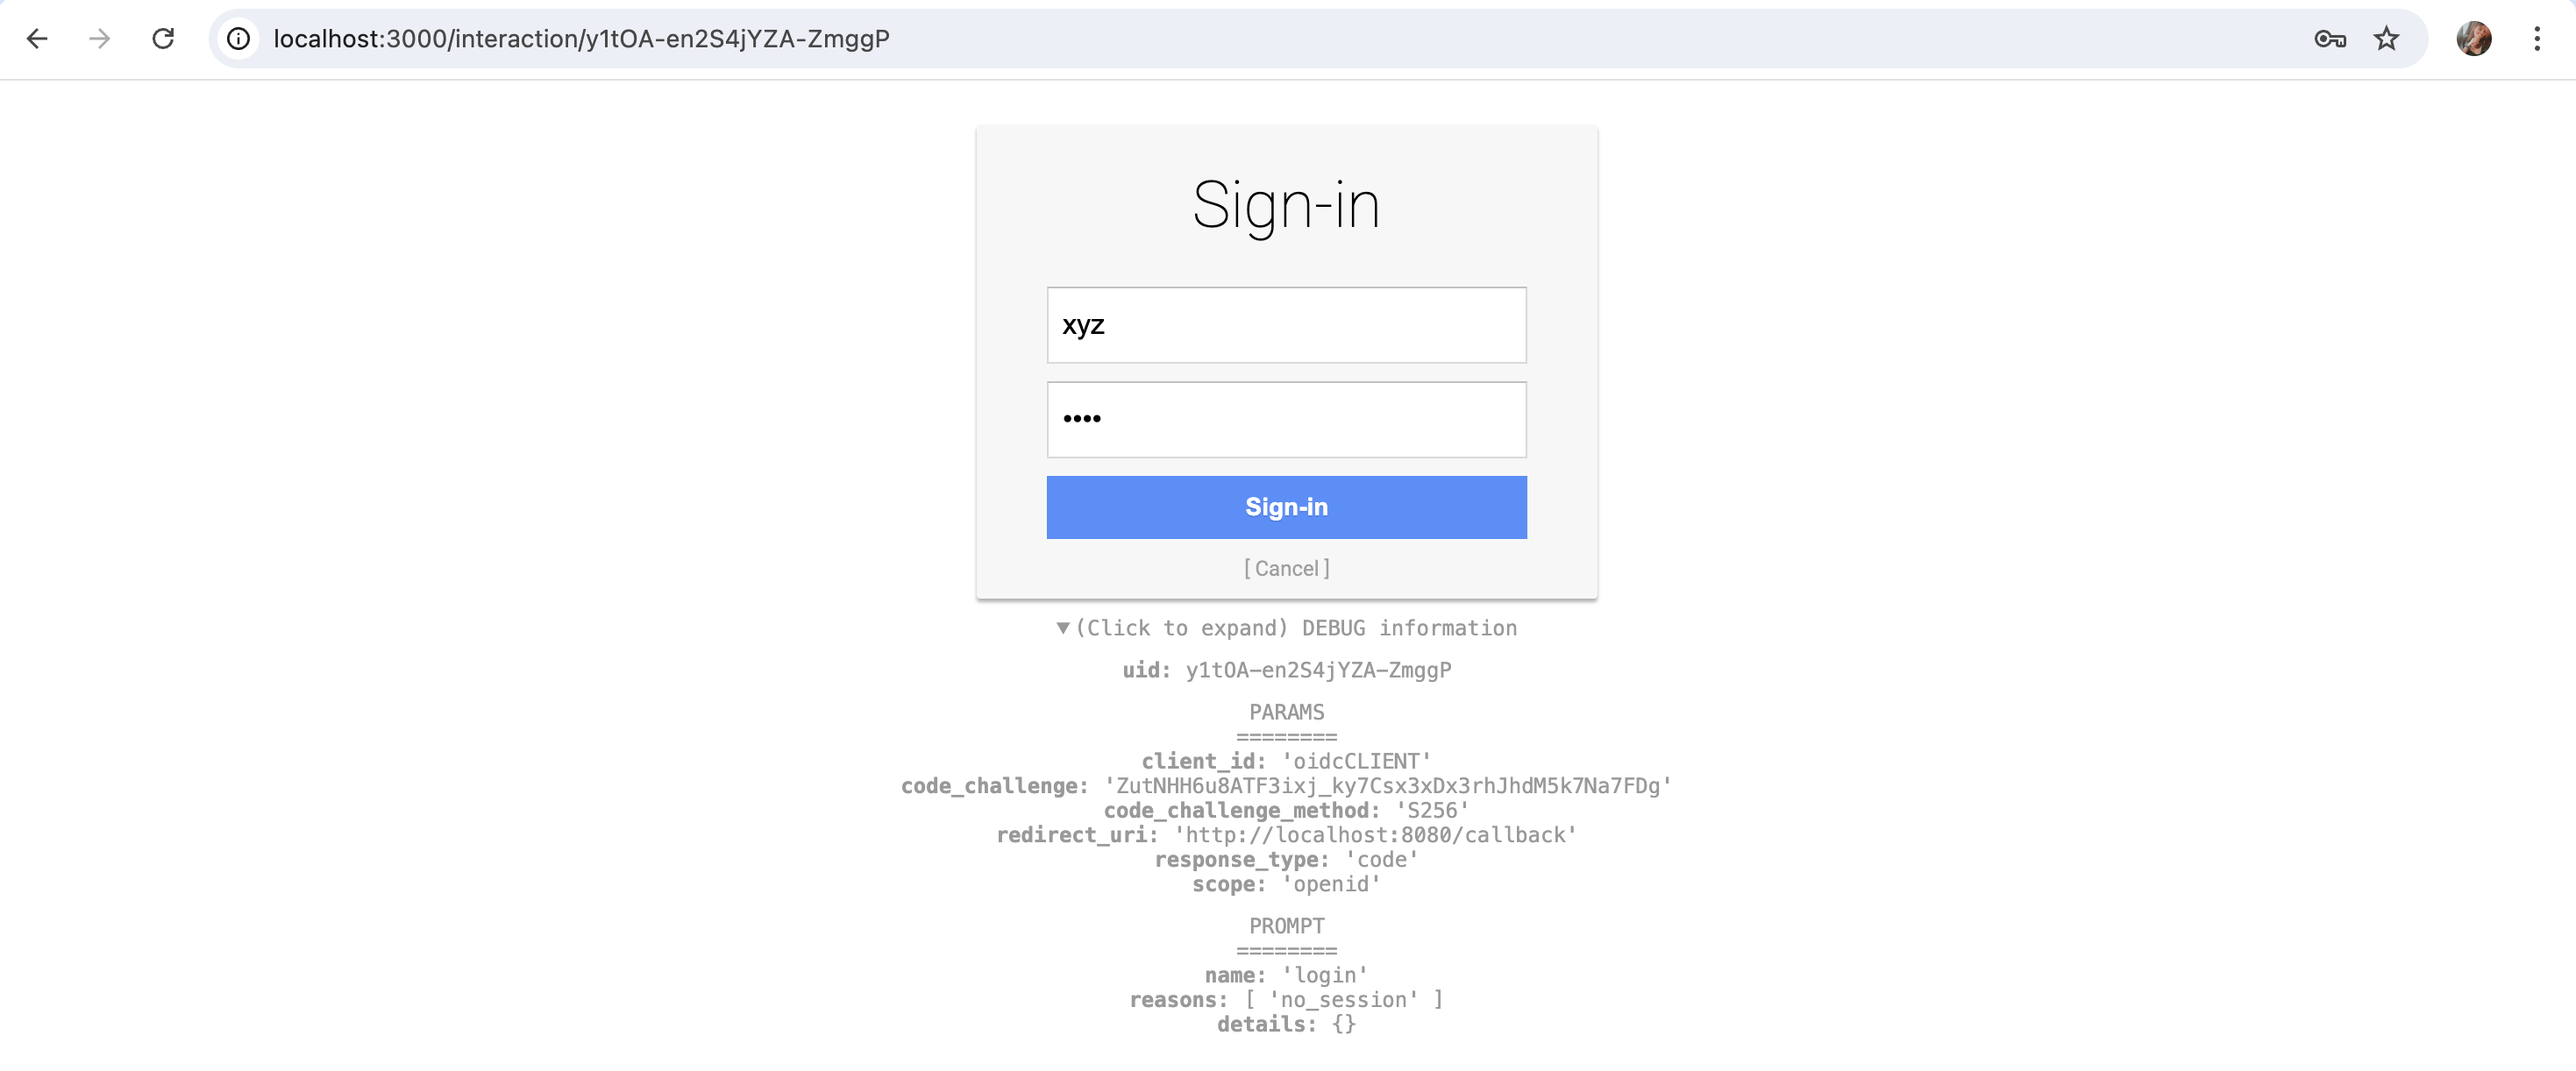 localhost:3000/interaction/y1tOA-en2S4jYZA-ZmggP
Sign-in
xyz
••••
Sign-in
[ Cancel ]
▼(Click to expand) DEBUG information
uid: y1tOA-en2S4jYZA-ZmggP
PARAMS
========
client_id: 'oidcCLIENT'
code_challenge: 'ZutNHH6u8ATF3ixj_ky7Csx3xDx3rhJhdM5k7Na7FDg'
code_challenge_method: 'S256'
redirect_uri: 'http://localhost:8080/callback'
response_type: 'code'
scope: 'openid'
PROMPT
========
name: 'login'
reasons: [ 'no_session' ]
details: {}